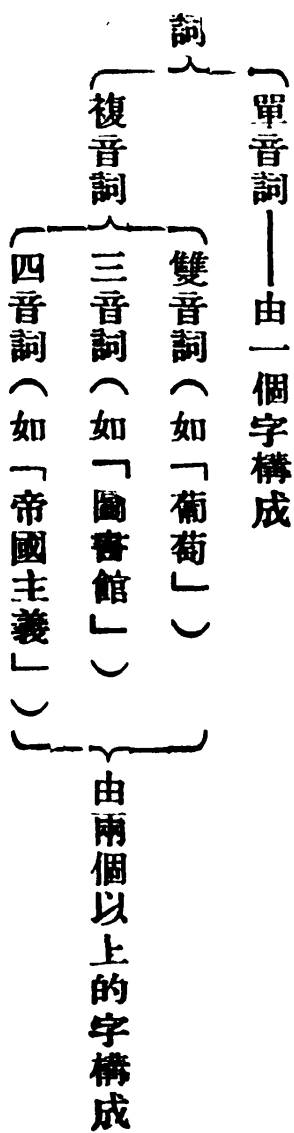 詞
單音詞——由一個字構成
複音詞
雙音詞（如「葡萄」）
三音詞（如「圖書館」）
四音詞（如「帝國主義」）
由兩個以上的字構成